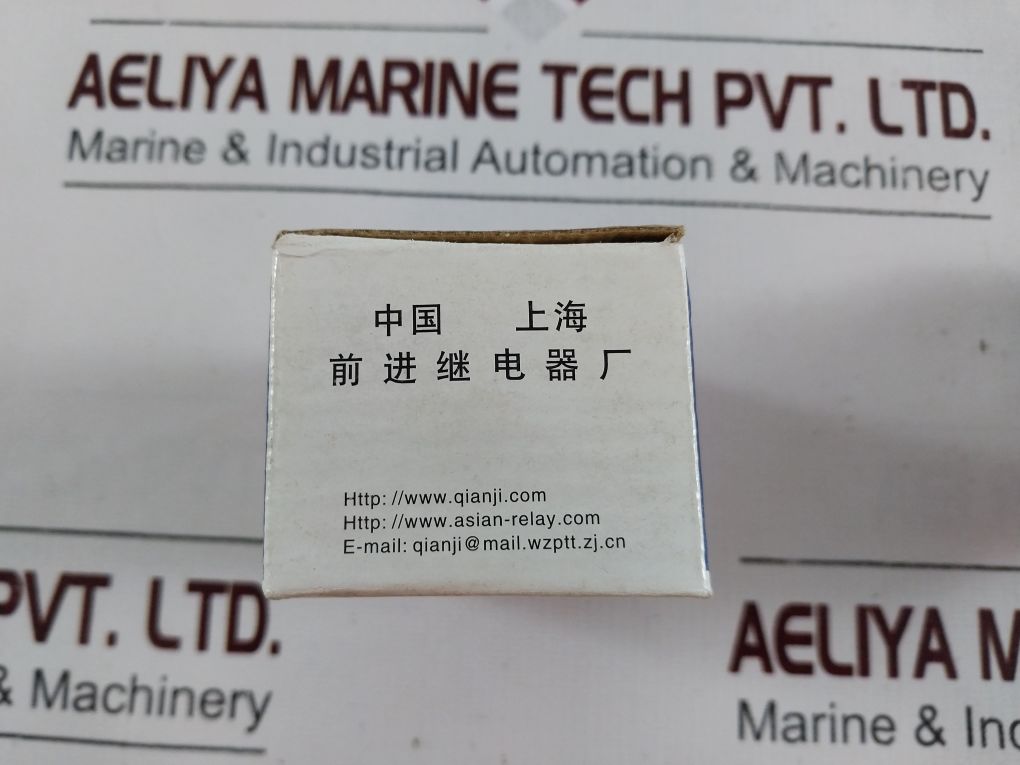 AELIYA MARINE TECH PVT. LTD.
Marine & Industrial Automation & Machinery
中国 上海
前进继电器厂
Http: //www.qianji.com
Http: //www.asian-relay.com
E-mail: qianji@mail.wzptt.zj.cn
PVT. LTD.
& Machinery
AELIYA M
Marine & Ind